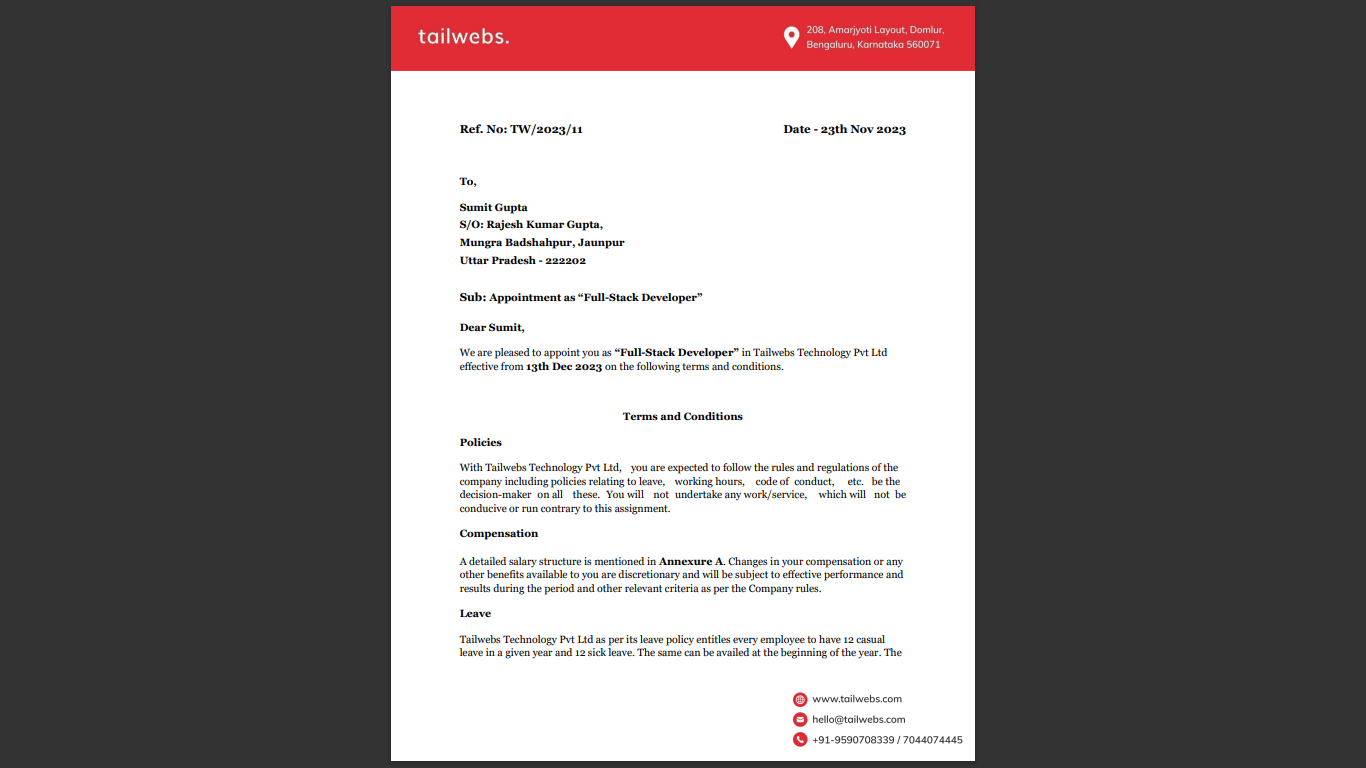 tailwebs.
208, Amarjyoti Layout, Domlur,
Bengaluru, Karnataka 560071
Ref. No: TW/2023/11
Date - 23th Nov 2023
To,
Sumit Gupta
S/O: Rajesh Kumar Gupta,
Mungra Badshahpur, Jaunpur
Uttar Pradesh - 222202
Sub: Appointment as “Full-Stack Developer”
Dear Sumit,
We are pleased to appoint you as “Full-Stack Developer” in Tailwebs Technology Pvt Ltd
effective from 13th Dec 2023 on the following terms and conditions.
Terms and Conditions
Policies
With Tailwebs Technology Pvt Ltd, you are expected to follow the rules and regulations of the
company including policies relating to leave, working hours, code of conduct, etc. be the
decision-maker on all these. You will not undertake any work/service, which will not be
conducive or run contrary to this assignment.
Compensation
A detailed salary structure is mentioned in Annexure A. Changes in your compensation or any
other benefits available to you are discretionary and will be subject to effective performance and
results during the period and other relevant criteria as per the Company rules.
Leave
Tailwebs Technology Pvt Ltd as per its leave policy entitles every employee to have 12 casual
leave in a given year and 12 sick leave. The same can be availed at the beginning of the year. The
www.tailwebs.com
hello@tailwebs.com
+91-9590708339 / 7044074445